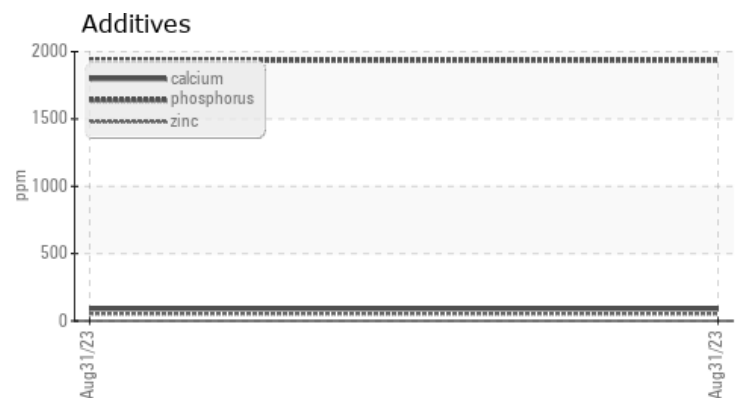 Additives
2000
calcium
phosphorus
zinc
1500
1000
ppm
500
0
Aug31/23
Aug31/23